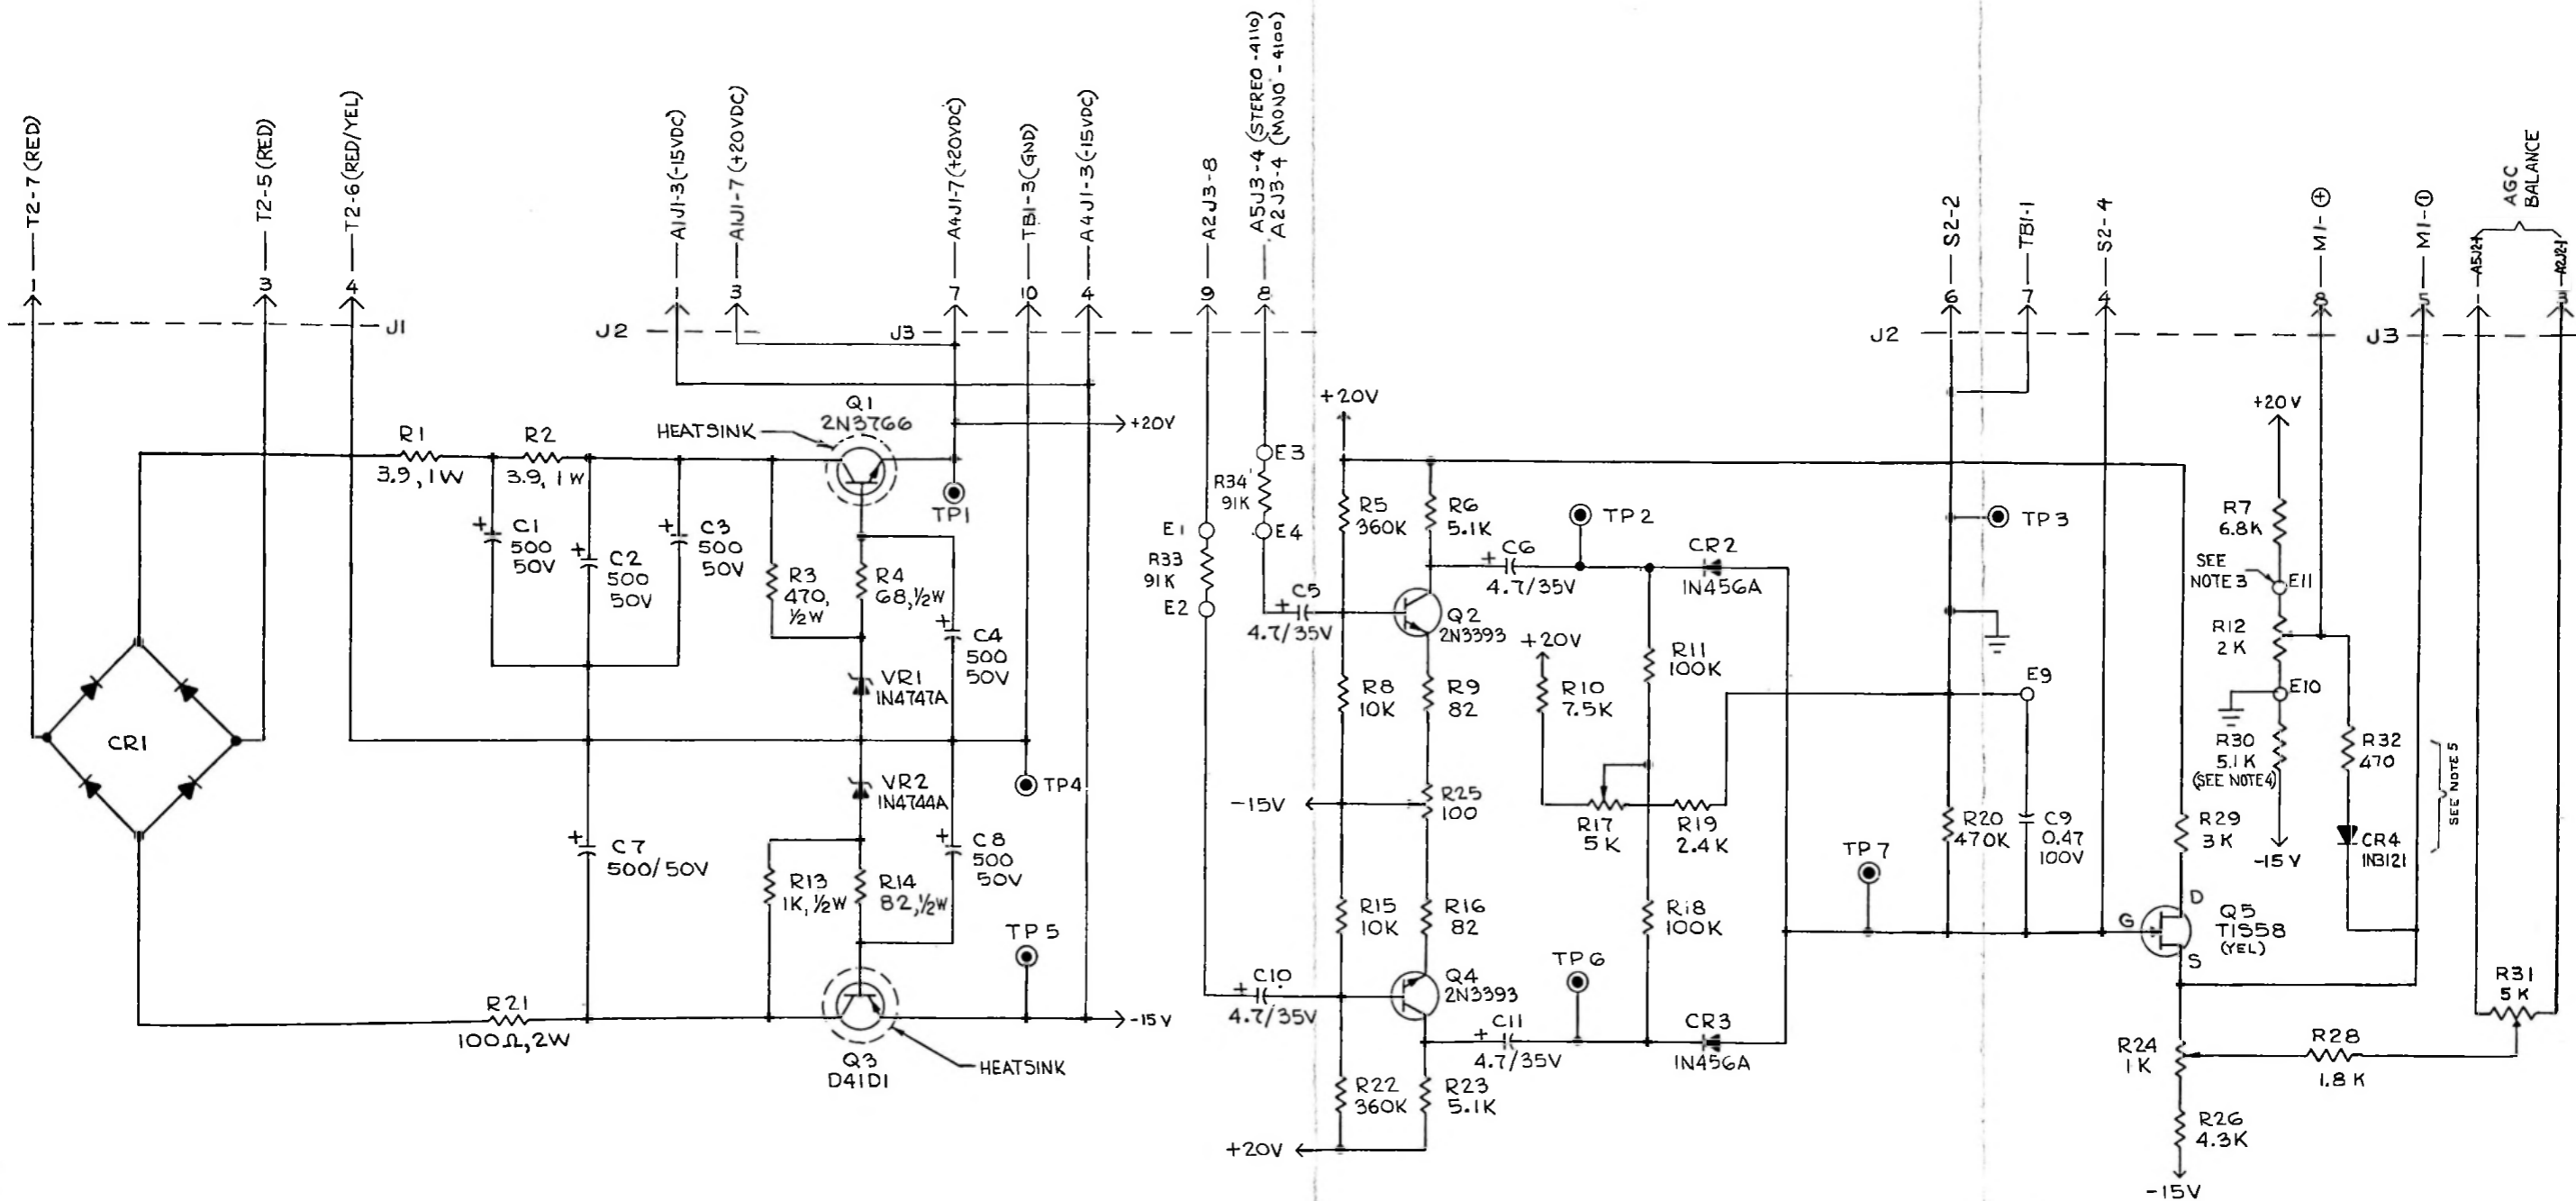 T2-7 (RED)
T2-5 (RED)
T2-6 (RED/YEL)
A1J1-3 (-15VDC)
A1J1-7 (+20VDC)
A4J1-7 (+20VDC)
TB1-3 (GND)
A4J1-3 (-15VDC)
A2J3-8
A5J3-4 (STEREO -4110)
A2J3-4 (MONO -4100)
S2-2
TB1-1
S2-4
M1-⊕
M1-⊖
AGC
BALANCE
A5J2-1
A2J2-1
1
3
4
1
3
7
10
4
9
8
6
7
4
8
5
1
3
J1
J2
J3
J2
J3
R1
3.9, 1W
R2
3.9, 1W
HEATSINK
Q1
2N3766
+20V
TP1
+
C1
500
50V
+
C2
500
50V
+
C3
500
50V
R3
470,
½W
R4
68, ½W
+
C4
500
50V
VR1
IN4747A
CR1
VR2
IN4744A
TP4
+
C7
500/50V
R13
1K, ½W
R14
82, ½W
+
C8
500
50V
TP5
R21
100Ω, 2W
Q3
D41D1
HEATSINK
-15V
E1
R33
91K
E2
E3
R34
91K
E4
+
C5
4.7/35V
+
C10
4.7/35V
+20V
R5
360K
R6
5.1K
Q2
2N3393
+
C6
4.7/35V
TP2
CR2
IN456A
R8
10K
R9
82
+20V
R10
7.5K
R11
100K
-15V
R25
100
R17
5K
R19
2.4K
R15
10K
R16
82
R18
100K
Q4
2N3393
TP6
+
C11
4.7/35V
CR3
IN456A
R22
360K
R23
5.1K
+20V
TP3
E9
R20
470K
C9
0.47
100V
TP7
+20V
R7
6.8K
SEE
NOTE 3
E11
R12
2K
E10
R30
5.1K
(SEE NOTE 4)
-15V
R32
470
CR4
IN3121
SEE NOTE 5
R29
3K
D
G
S
Q5
TIS58
(YEL)
R24
1K
R28
1.8K
R31
5K
R26
4.3K
-15V